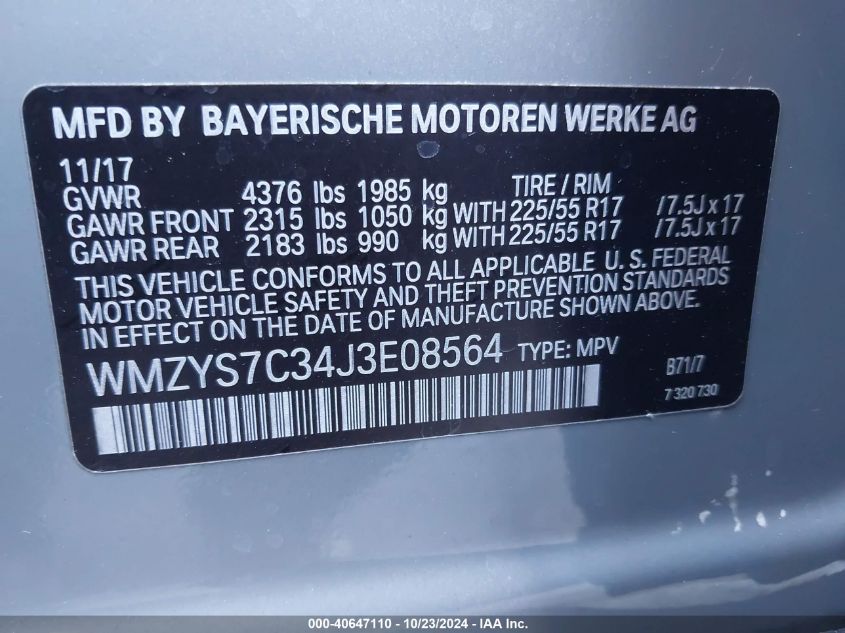 MFD BY BAYERISCHE MOTOREN WERKE AG
11/17
GVWR 4376 lbs 1985 kg TIRE / RIM
GAWR FRONT 2315 lbs 1050 kg WITH 225/55 R17 /7.5J x 17
GAWR REAR 2183 lbs 990 kg WITH 225/55 R17 /7.5J x 17
THIS VEHICLE CONFORMS TO ALL APPLICABLE U. S. FEDERAL
MOTOR VEHICLE SAFETY AND THEFT PREVENTION STANDARDS
IN EFFECT ON THE DATE OF MANUFACTURE SHOWN ABOVE.
WMZYS7C34J3E08564 TYPE: MPV B71/7
7 320 730
000-40647110 - 10/23/2024 - IAA Inc.